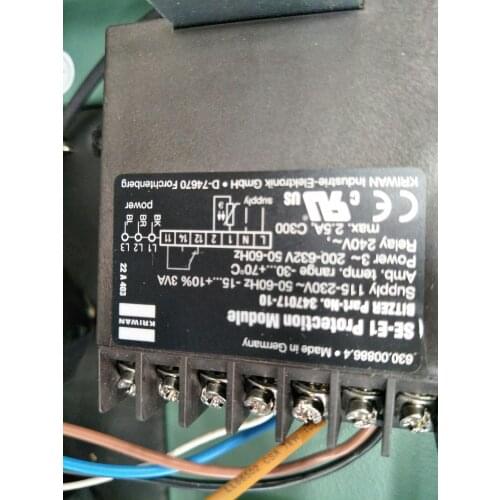 630.00886.4 • Made in Germany
SE-E1 Protection Module
BITZER Part-No. 347017-10
Supply 115-230V~ 50-60Hz -15...+10% 3VA
Amb. temp. range -30...+70°C
Power 3~ 200-632V 50-60Hz
Relay 240V~
max. 2.5A C300
KRIWAN
22 A 403
L N 1 2 12 14 11
supply
L1 L2 L3
BK BR BL
power
CE
c UR us
KRIWAN Industrie-Elektronik GmbH • D-74670 Forchtenberg